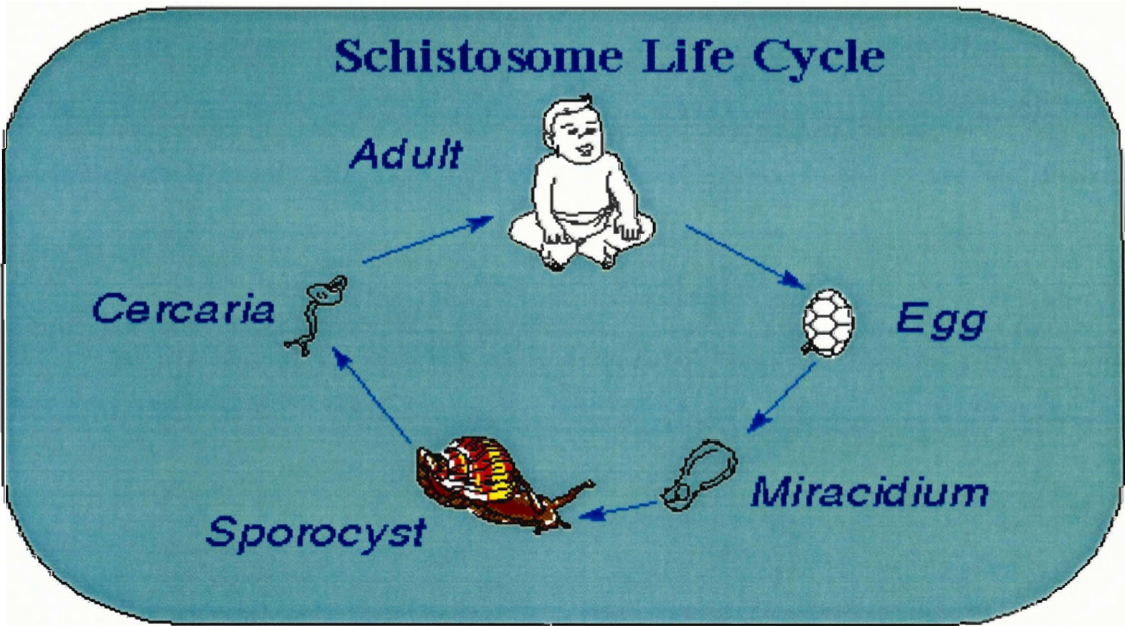 Schistosome Life Cycle
Adult
Cercaria
Egg
Miracidium
Sporocyst